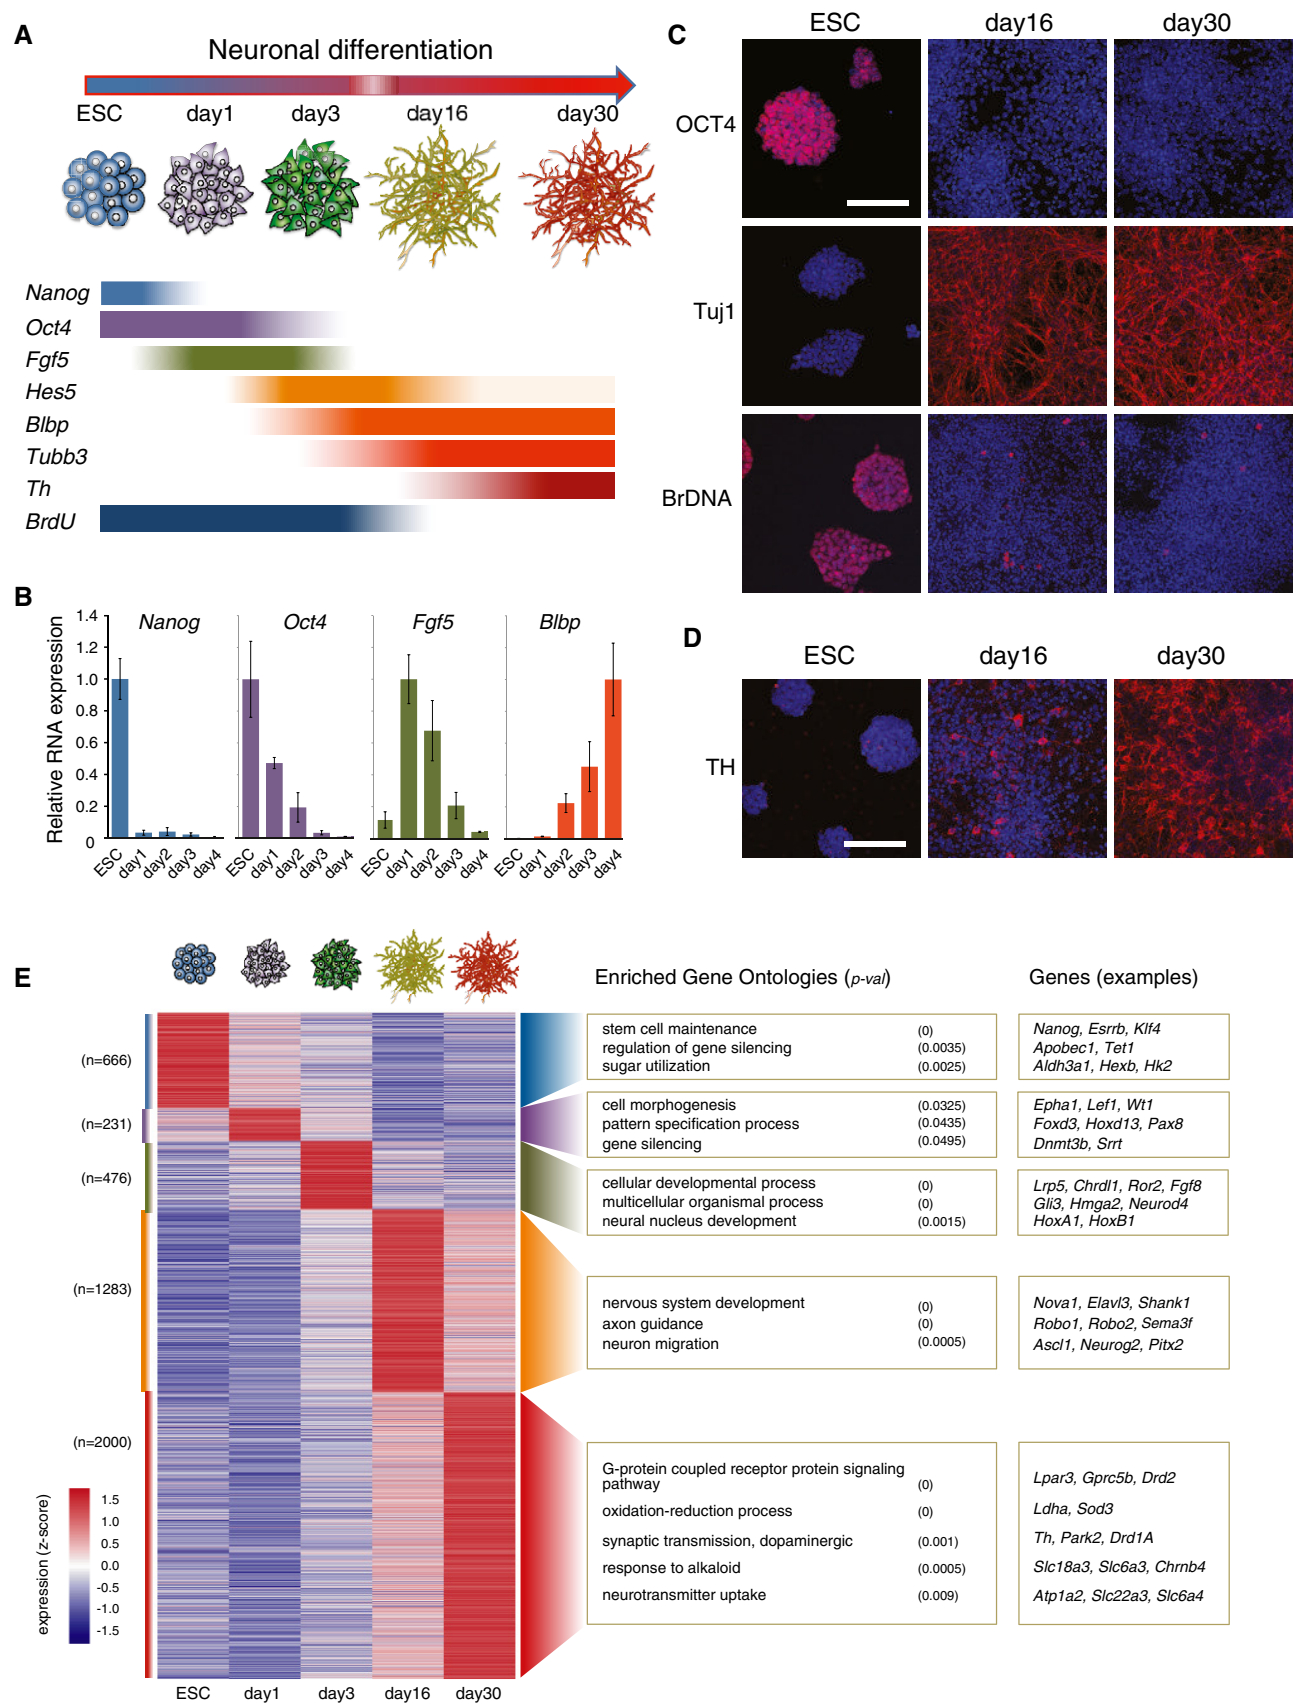 A
Neuronal differentiation
ESC day1 day3 day16 day30
Nanog
Oct4
Fgf5
Hes5
Blbp
Tubb3
Th
BrdU
B
Relative RNA expression
1.4
1.2
1.0
0.8
0.6
0.4
0.2
0
Nanog Oct4 Fgf5 Blbp
ESC day1 day2 day3 day4 ESC day1 day2 day3 day4 ESC day1 day2 day3 day4 ESC day1 day2 day3 day4
C
ESC day16 day30
OCT4
Tuj1
BrDNA
D
ESC day16 day30
TH
E
Enriched Gene Ontologies (p-val) Genes (examples)
(n=666)
stem cell maintenance (0) Nanog, Esrrb, Klf4
regulation of gene silencing (0.0035) Apobec1, Tet1
sugar utilization (0.0025) Aldh3a1, Hexb, Hk2
(n=231)
cell morphogenesis (0.0325) Epha1, Lef1, Wt1
pattern specification process (0.0435) Foxd3, Hoxd13, Pax8
gene silencing (0.0495) Dnmt3b, Srrt
(n=476)
cellular developmental process (0) Lrp5, Chrdl1, Ror2, Fgf8
multicellular organismal process (0) Gli3, Hmga2, Neurod4
neural nucleus development (0.0015) HoxA1, HoxB1
(n=1283)
nervous system development (0) Nova1, Elavl3, Shank1
axon guidance (0) Robo1, Robo2, Sema3f
neuron migration (0.0005) Ascl1, Neurog2, Pitx2
(n=2000)
G-protein coupled receptor protein signaling
pathway (0) Lpar3, Gprc5b, Drd2
oxidation-reduction process (0) Ldha, Sod3
synaptic transmission, dopaminergic (0.001) Th, Park2, Drd1A
response to alkaloid (0.0005) Slc18a3, Slc6a3, Chrnb4
neurotransmitter uptake (0.009) Atp1a2, Slc22a3, Slc6a4
expression (z-score)
1.5
1.0
0.5
0.0
-0.5
-1.0
-1.5
ESC day1 day3 day16 day30